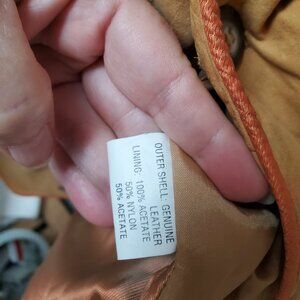 OUTER SHELL: GENUINE
LEATHER
LINING: 100% ACETATE
50% NYLON
50% ACETATE